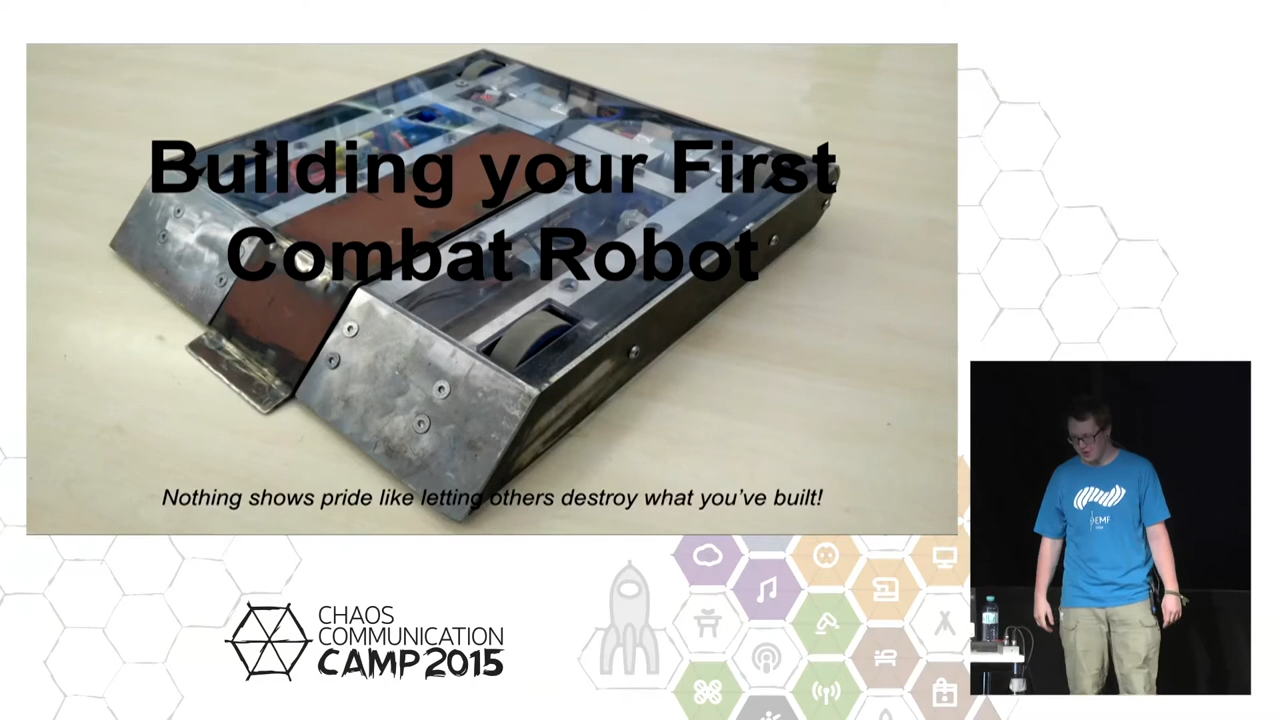 Building your First
Combat Robot
Nothing shows pride like letting others destroy what you've built!
CHAOS
COMMUNICATION
CAMP 2015
EMF